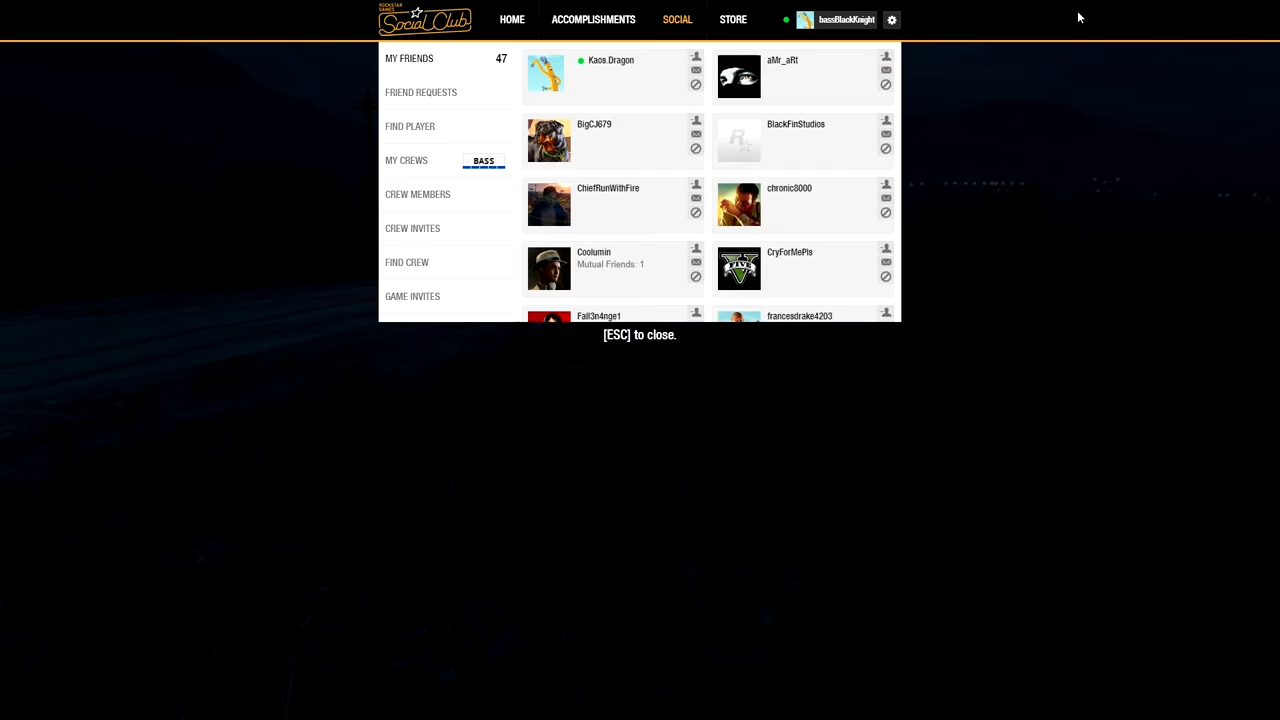 ROCKSTAR
GAMES
Social Club
HOME
ACCOMPLISHMENTS
SOCIAL
STORE
bassBlackKnight
MY FRIENDS 47
FRIEND REQUESTS
FIND PLAYER
MY CREWS BASS
CREW MEMBERS
CREW INVITES
FIND CREW
GAME INVITES
Kaos.Dragon
aMr_aRt
BigCJ679
BlackFinStudios
R
ChiefRunWithFire
chronic8000
Coolumin
Mutual Friends: 1
CryForMePls
V
FIVE
Fall3n4nge1
francesdrake4203
[ESC] to close.